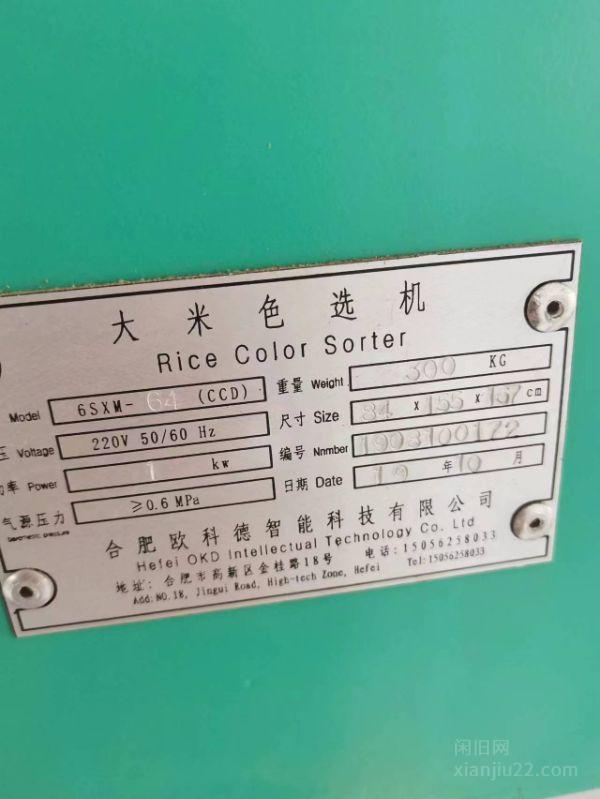 大米色选机
Rice Color Sorter
Model 6SXM-64 (CCD) 重量 Weight 300 KG
压 Voltage 220V 50/60 Hz 尺寸 Size 84 x 155 x 157 cm
功率 Power 1 kw 编号 Nnmber 1908100172
气源压力 ≥0.6 MPa 日期 Date 19 年 10 月
合肥欧科德智能科技有限公司
Hefei OKD Intellectual Technology Co. Ltd
地址: 合肥市高新区金桂路18号 电话: 15056258033
Add: NO.18, Jingui Road, High-tech Zone, Hefei Tel: 15056258033
闲旧网
xianjiu22.com